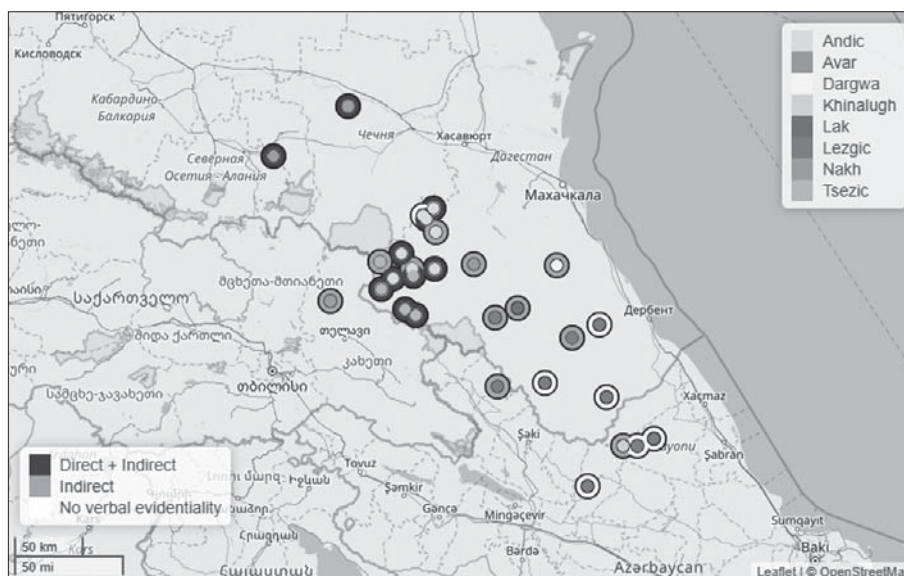 Пятигорск
Кисловодск
Кабардино-
Балкария
Северная
Осетия - Алания
Чечня
Хасавюрт
Дагестан
Махачкала
მცხეთა-მთიანეთი
საქართველო
თელავი
შიდა ქართლი
კახეთი
თბილისი
Дербент
Xaçmaz
Şabran
Şəki
Tovuz
Şəmkir
Gəncə
Mingəçevir
Bərdə
Sumqayıt
Bakı
Azərbaycan
Հայաստան
Andic
Avar
Dargwa
Khinalugh
Lak
Lezgic
Nakh
Tsezic
Direct + Indirect
Indirect
No verbal evidentiality
50 km
50 mi
Leaflet | © OpenStreetMa